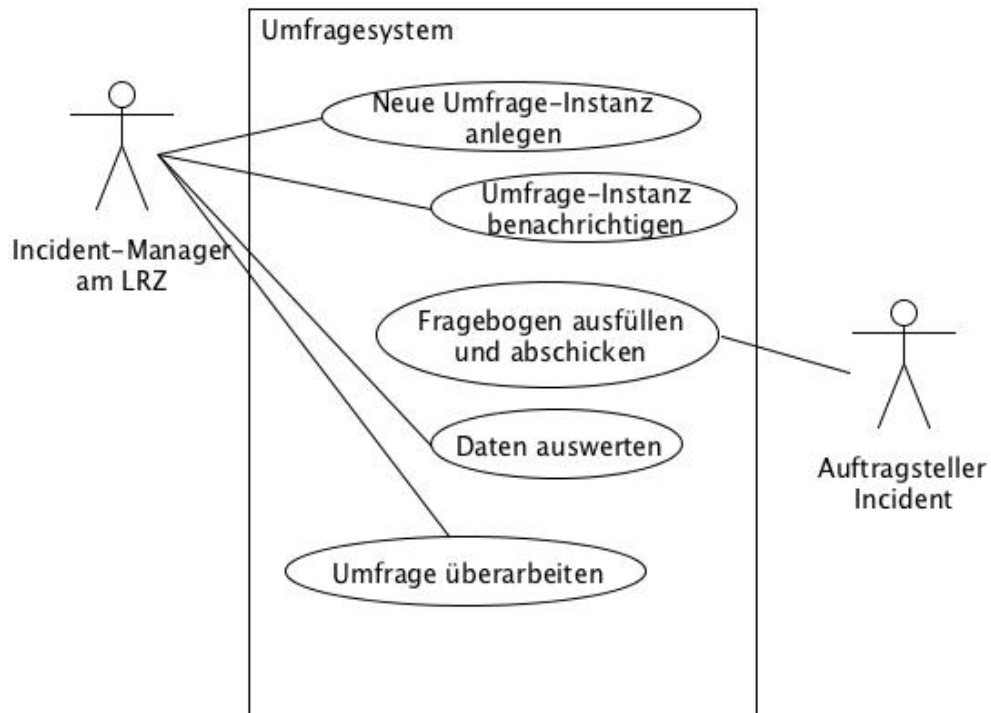 Umfragesystem
Neue Umfrage-Instanz
anlegen
Umfrage-Instanz
benachrichtigen
Incident-Manager
am LRZ
Fragebogen ausfüllen
und abschicken
Daten auswerten
Auftragsteller
Incident
Umfrage überarbeiten